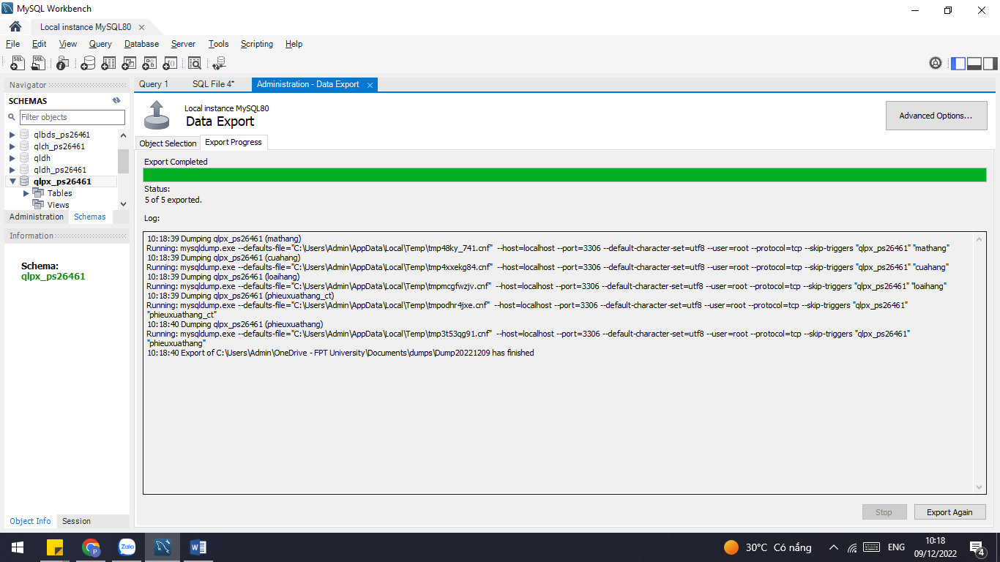 MySQL Workbench
Local instance MySQL80
File Edit View Query Database Server Tools Scripting Help
Navigator
SCHEMAS
Filter objects
qlbds_ps26461
qlch_ps26461
qldh
qldh_ps26461
qlpx_ps26461
Tables
Views
Administration Schemas
Information
Schema:
qlpx_ps26461
Object Info Session
Query 1 SQL File 4* Administration - Data Export
Local instance MySQL80
Data Export
Advanced Options...
Object Selection Export Progress
Export Completed
Status:
5 of 5 exported.
Log:
10:18:39 Dumping qlpx_ps26461 (mathang)
Running: mysqldump.exe --defaults-file="C:\Users\Admin\AppData\Local\Temp\tmp48ky_741.cnf" --host=localhost --port=3306 --default-character-set=utf8 --user=root --protocol=tcp --skip-triggers "qlpx_ps26461" "mathang"
10:18:39 Dumping qlpx_ps26461 (cuahang)
Running: mysqldump.exe --defaults-file="C:\Users\Admin\AppData\Local\Temp\tmp4xxekg84.cnf" --host=localhost --port=3306 --default-character-set=utf8 --user=root --protocol=tcp --skip-triggers "qlpx_ps26461" "cuahang"
10:18:39 Dumping qlpx_ps26461 (loaihang)
Running: mysqldump.exe --defaults-file="C:\Users\Admin\AppData\Local\Temp\tmpmcgfwzjv.cnf" --host=localhost --port=3306 --default-character-set=utf8 --user=root --protocol=tcp --skip-triggers "qlpx_ps26461" "loaihang"
10:18:39 Dumping qlpx_ps26461 (phieuxuathang_ct)
Running: mysqldump.exe --defaults-file="C:\Users\Admin\AppData\Local\Temp\tmpodhr4jxe.cnf" --host=localhost --port=3306 --default-character-set=utf8 --user=root --protocol=tcp --skip-triggers "qlpx_ps26461"
"phieuxuathang_ct"
10:18:40 Dumping qlpx_ps26461 (phieuxuathang)
Running: mysqldump.exe --defaults-file="C:\Users\Admin\AppData\Local\Temp\tmp3t53qg91.cnf" --host=localhost --port=3306 --default-character-set=utf8 --user=root --protocol=tcp --skip-triggers "qlpx_ps26461"
"phieuxuathang"
10:18:40 Export of C:\Users\Admin\OneDrive - FPT University\Documents\dumps\Dump20221209 has finished
Stop Export Again
Zalo
30°C Có nắng
ENG
10:18
09/12/2022
4